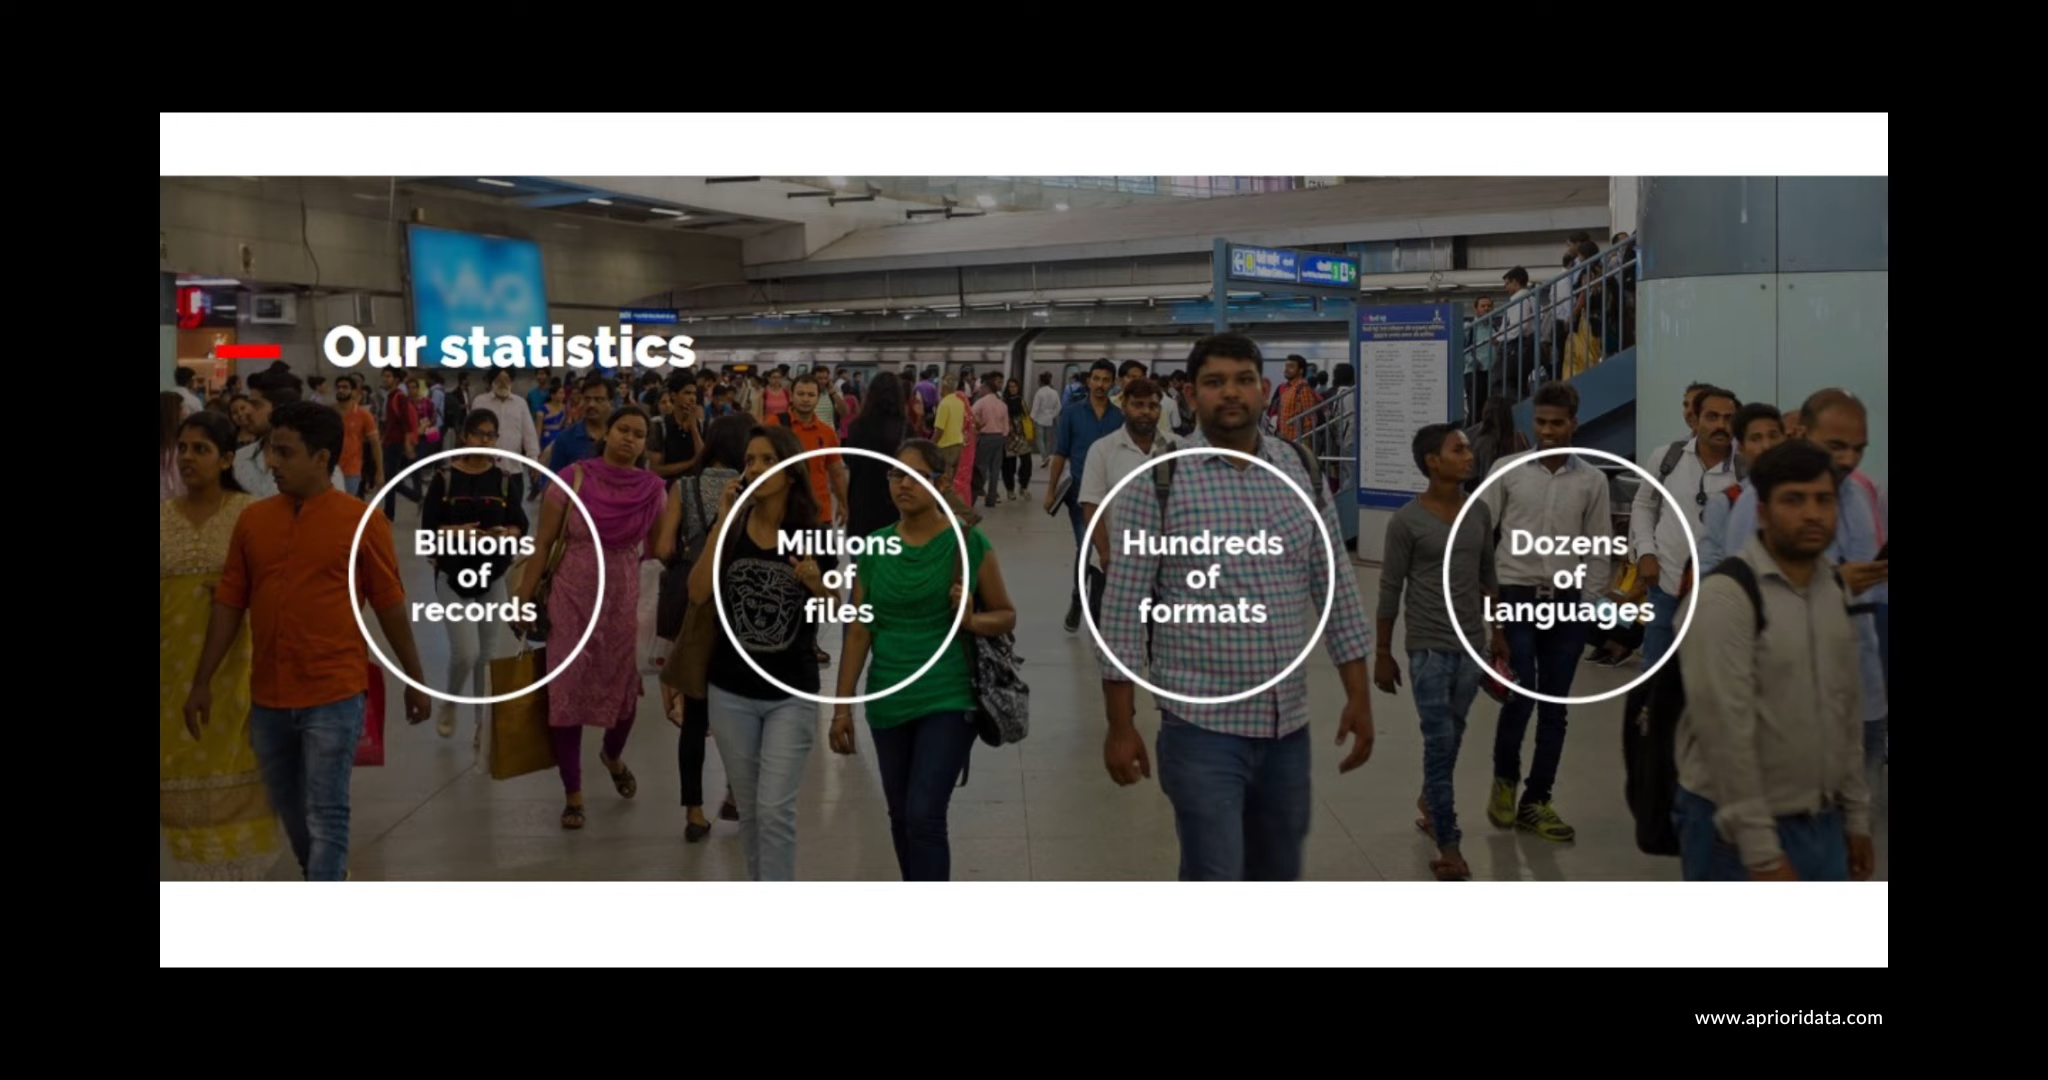 Our statistics
Billions
of
records
Millions
of
files
Hundreds
of
formats
Dozens
of
languages
www.aprioridata.com